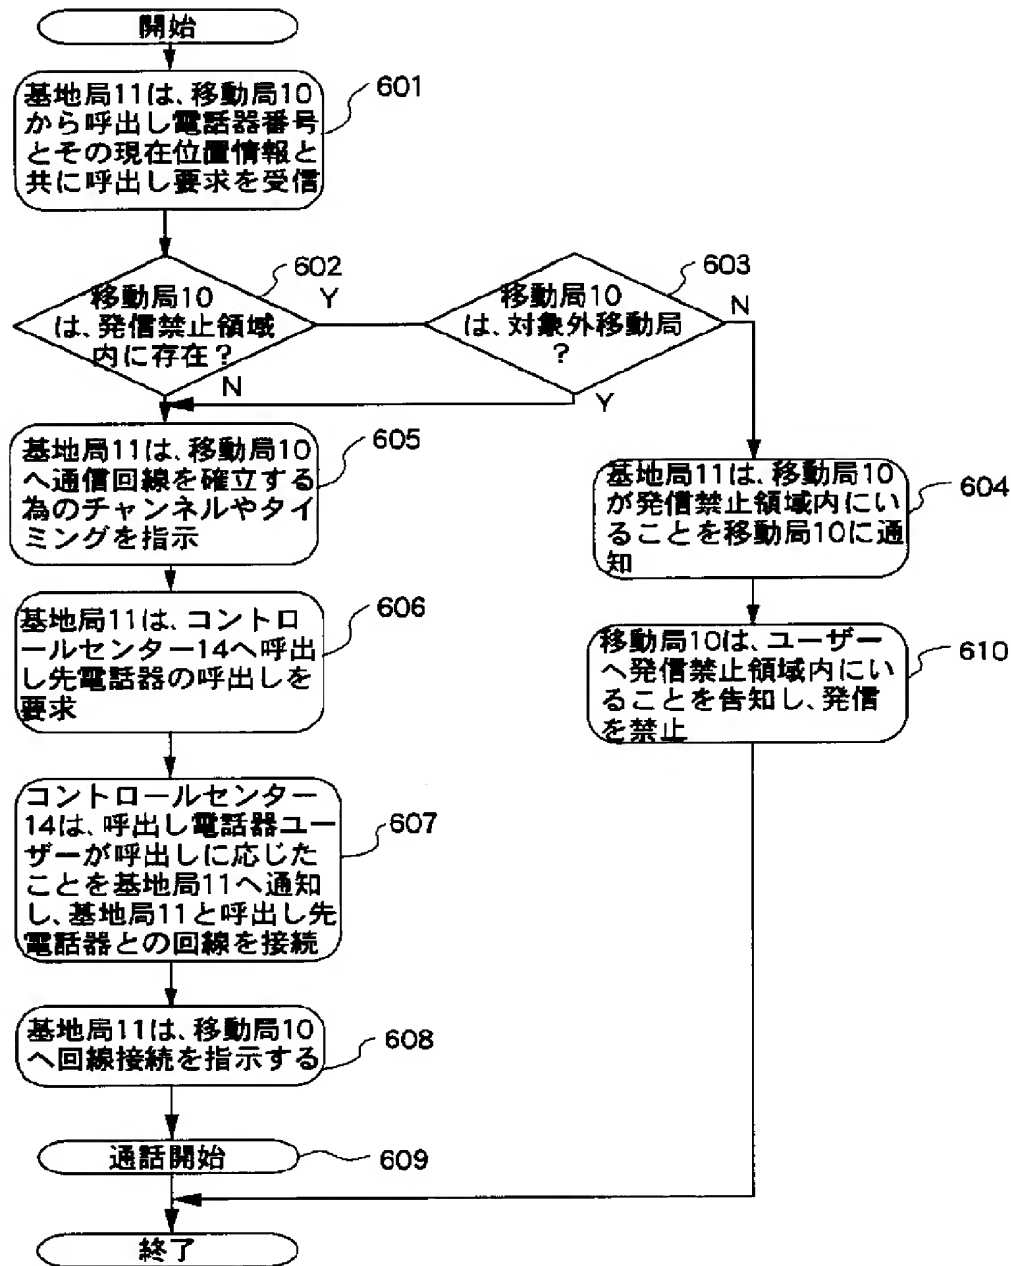 開始
基地局11は、移動局10
から呼出し電話器番号
とその現在位置情報と
共に呼出し要求を受信
601
移動局10
は、発信禁止領域
内に存在？
602
Y
N
移動局10
は、対象外移動局
？
603
N
Y
基地局11は、移動局10
へ通信回線を確立する
為のチャンネルやタイ
ミングを指示
605
基地局11は、移動局10
が発信禁止領域内にい
ることを移動局10に通
知
604
基地局11は、コントロ
ールセンター14へ呼出
し先電話器の呼出しを
要求
606
移動局10は、ユーザー
へ発信禁止領域内にい
ることを告知し、発信
を禁止
610
コントロールセンター
14は、呼出し電話器ユー
ザーが呼出しに応じた
ことを基地局11へ通知
し、基地局11と呼出し先
電話器との回線を接続
607
基地局11は、移動局10
へ回線接続を指示する
608
通話開始
609
終了